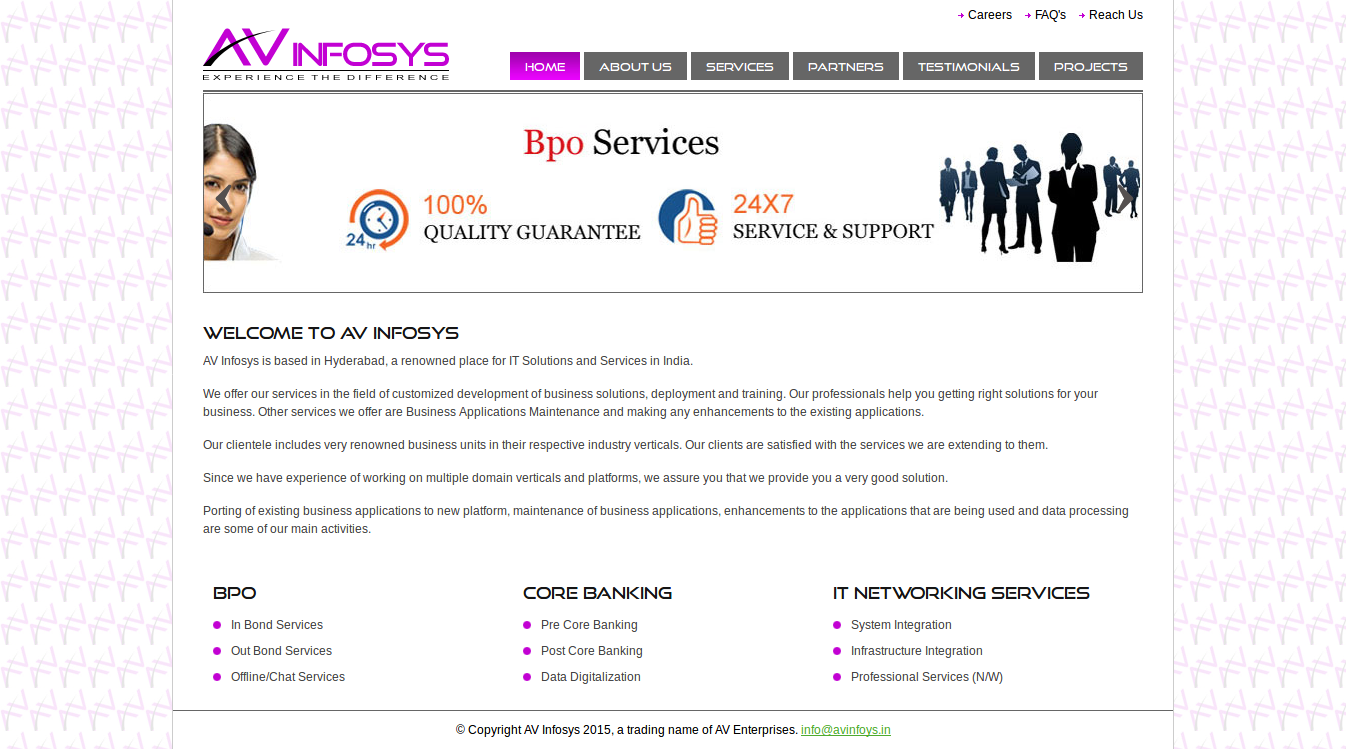 Careers FAQ's Reach Us
AV INFOSYS
EXPERIENCE THE DIFFERENCE
HOME ABOUT US SERVICES PARTNERS TESTIMONIALS PROJECTS
Bpo Services
24 hr
100%
QUALITY GUARANTEE
24X7
SERVICE & SUPPORT
WELCOME TO AV INFOSYS
AV Infosys is based in Hyderabad, a renowned place for IT Solutions and Services in India.
We offer our services in the field of customized development of business solutions, deployment and training. Our professionals help you getting right solutions for your
business. Other services we offer are Business Applications Maintenance and making any enhancements to the existing applications.
Our clientele includes very renowned business units in their respective industry verticals. Our clients are satisfied with the services we are extending to them.
Since we have experience of working on multiple domain verticals and platforms, we assure you that we provide you a very good solution.
Porting of existing business applications to new platform, maintenance of business applications, enhancements to the applications that are being used and data processing
are some of our main activities.
BPO
In Bond Services
Out Bond Services
Offline/Chat Services
CORE BANKING
Pre Core Banking
Post Core Banking
Data Digitalization
IT NETWORKING SERVICES
System Integration
Infrastructure Integration
Professional Services (N/W)
© Copyright AV Infosys 2015, a trading name of AV Enterprises. info@avinfoys.in